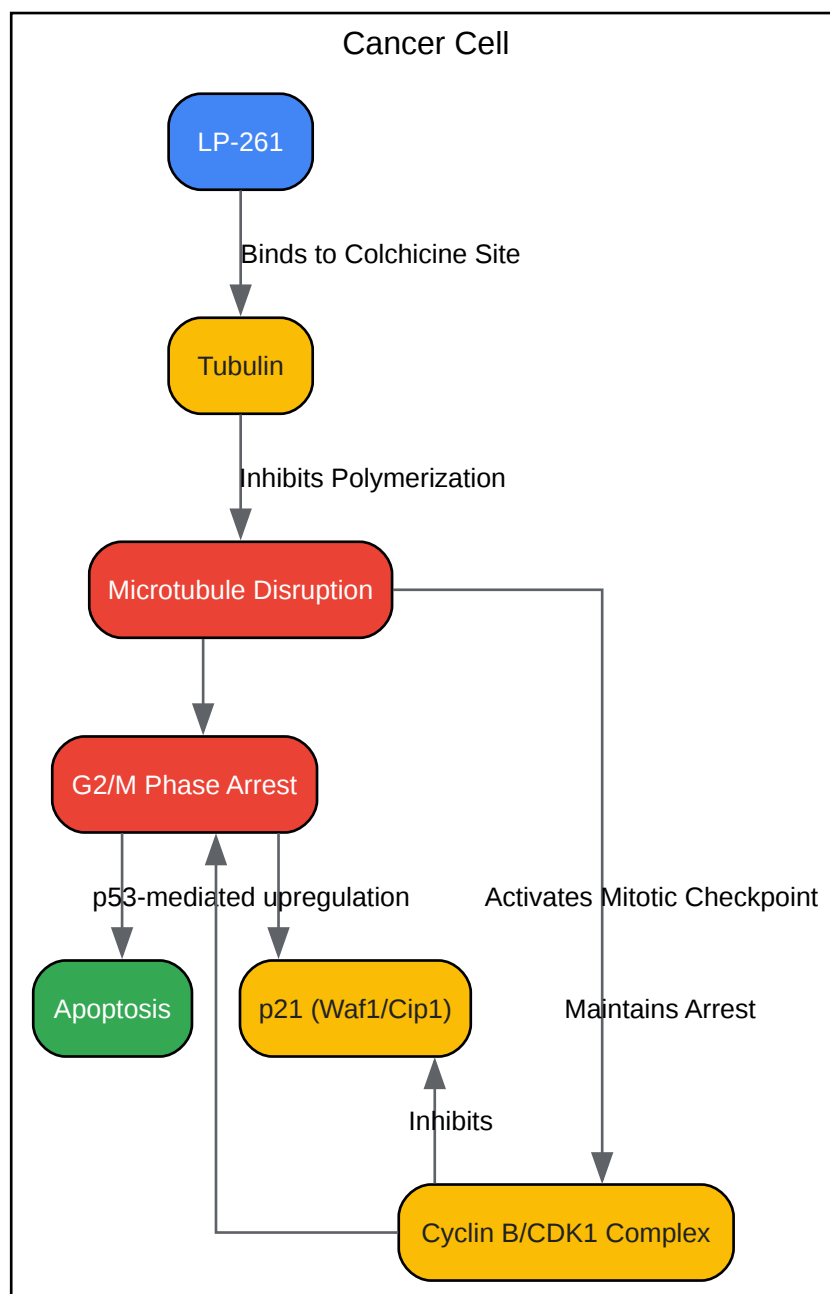 Cancer Cell
LP-261
Binds to Colchicine Site
Tubulin
Inhibits Polymerization
Microtubule Disruption
G2/M Phase Arrest
p53-mediated upregulation
Activates Mitotic Checkpoint
Apoptosis
p21 (Waf1/Cip1)
Maintains Arrest
Inhibits
Cyclin B/CDK1 Complex